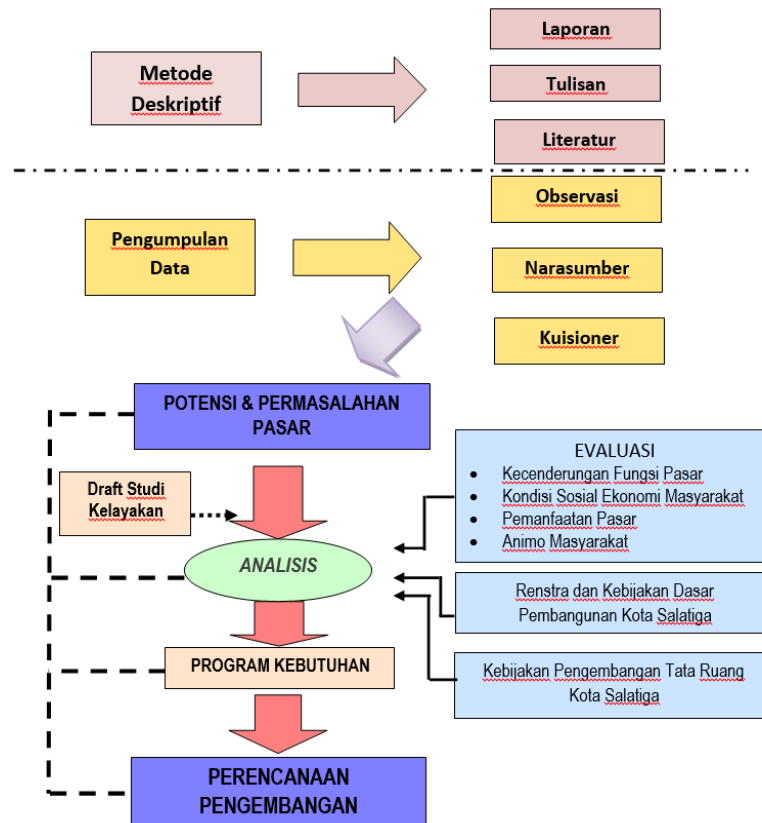 Metode
Deskriptif
Laporan
Tulisan
Literatur
Pengumpulan
Data
Observasi
Narasumber
Kuisioner
POTENSI & PERMASALAHAN
PASAR
Draft Studi
Kelayakan
ANALISIS
PROGRAM KEBUTUHAN
PERENCANAAN
PENGEMBANGAN
EVALUASI
• Kecenderungan Fungsi Pasar
• Kondisi Sosial Ekonomi Masyarakat
• Pemanfaatan Pasar
• Animo Masyarakat
Renstra dan Kebijakan Dasar
Pembangunan Kota Salatiga
Kebijakan Pengembangan Tata Ruang
Kota Salatiga